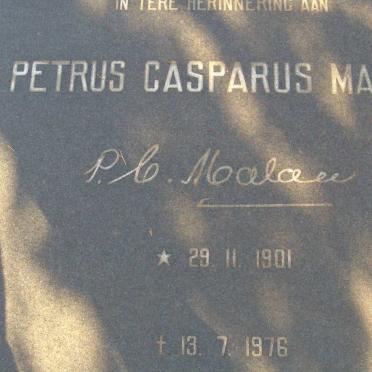 IN TERE HERINNERING AAN
PETRUS CASPARUS MA
P. C. Malan
★ 29. 11. 1901
† 13. 7. 1976